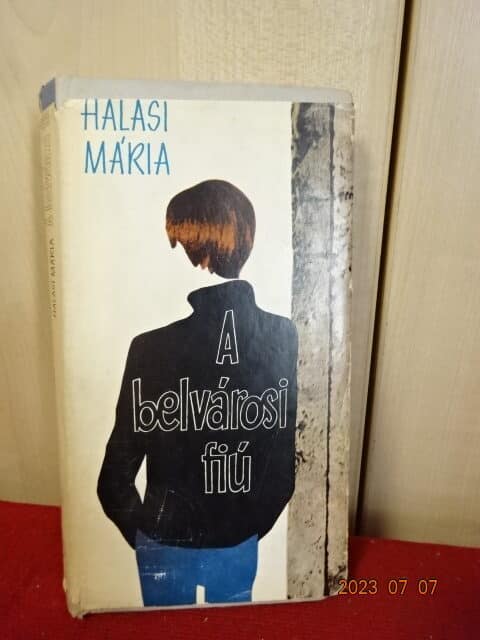 HALASI
MÁRIA
A
belvárosi
fiú
HALASI MÁRIA
2023 07 07